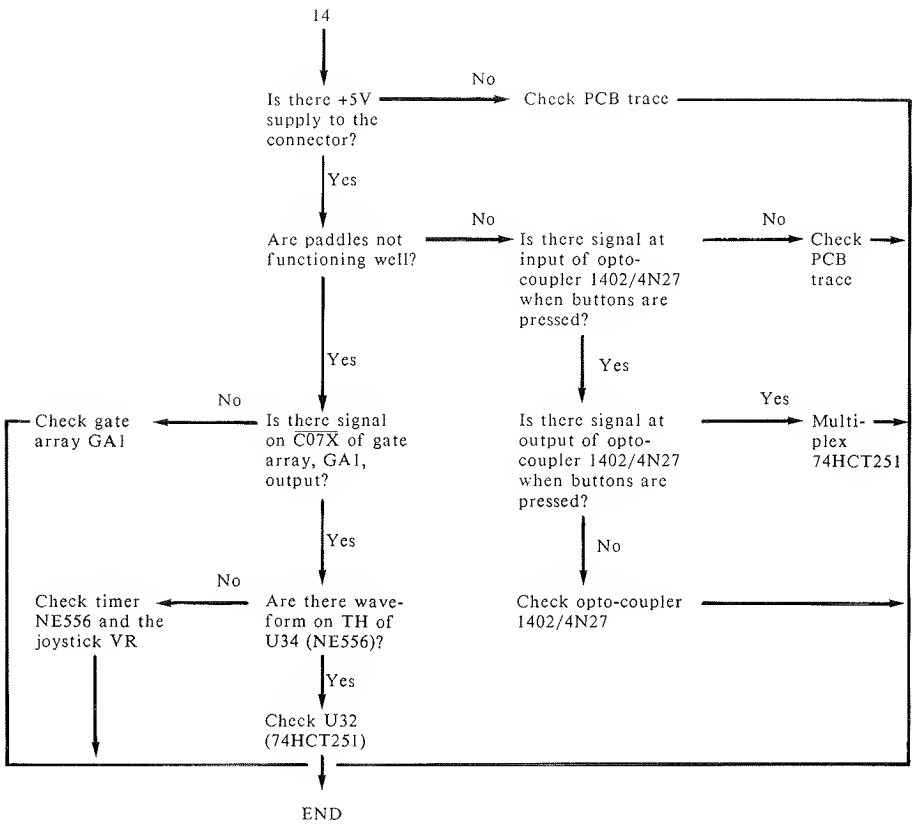 14
No
Is there +5V
supply to the
connector?
Check PCB trace
Yes
Are paddles not
functioning well?
No
Is there signal at
input of opto-
coupler 1402/4N27
when buttons are
pressed?
No
Check
PCB
trace
Yes
Yes
Check gate
array GA1
No
Is there signal
on C07X of gate
array, GA1,
output?
Is there signal at
output of opto-
coupler 1402/4N27
when buttons are
pressed?
Yes
Multi-
plex
74HCT251
Yes
No
Check timer
NE556 and the
joystick VR
No
Are there wave-
form on TH of
U34 (NE556)?
Check opto-coupler
1402/4N27
Yes
Check U32
(74HCT251)
END